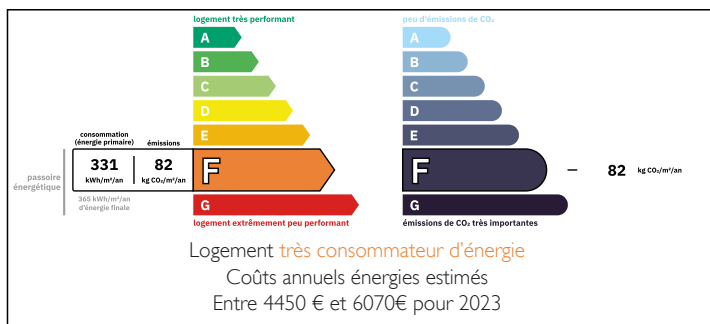 logement très performant
A
B
C
D
E
consommation
(énergie primaire)
émissions
331
kWh/m²/an
82
kg CO₂/m²/an
F
passoire
énergétique
365 kWh/m²/an
d'énergie finale
G
logement extrêmement peu performant
peu d'émissions de CO₂
A
B
C
D
E
F
82 kg CO₂/m²/an
G
émissions de CO₂ très importantes
Logement très consommateur d'énergie
Coûts annuels énergies estimés
Entre 4450 € et 6070€ pour 2023